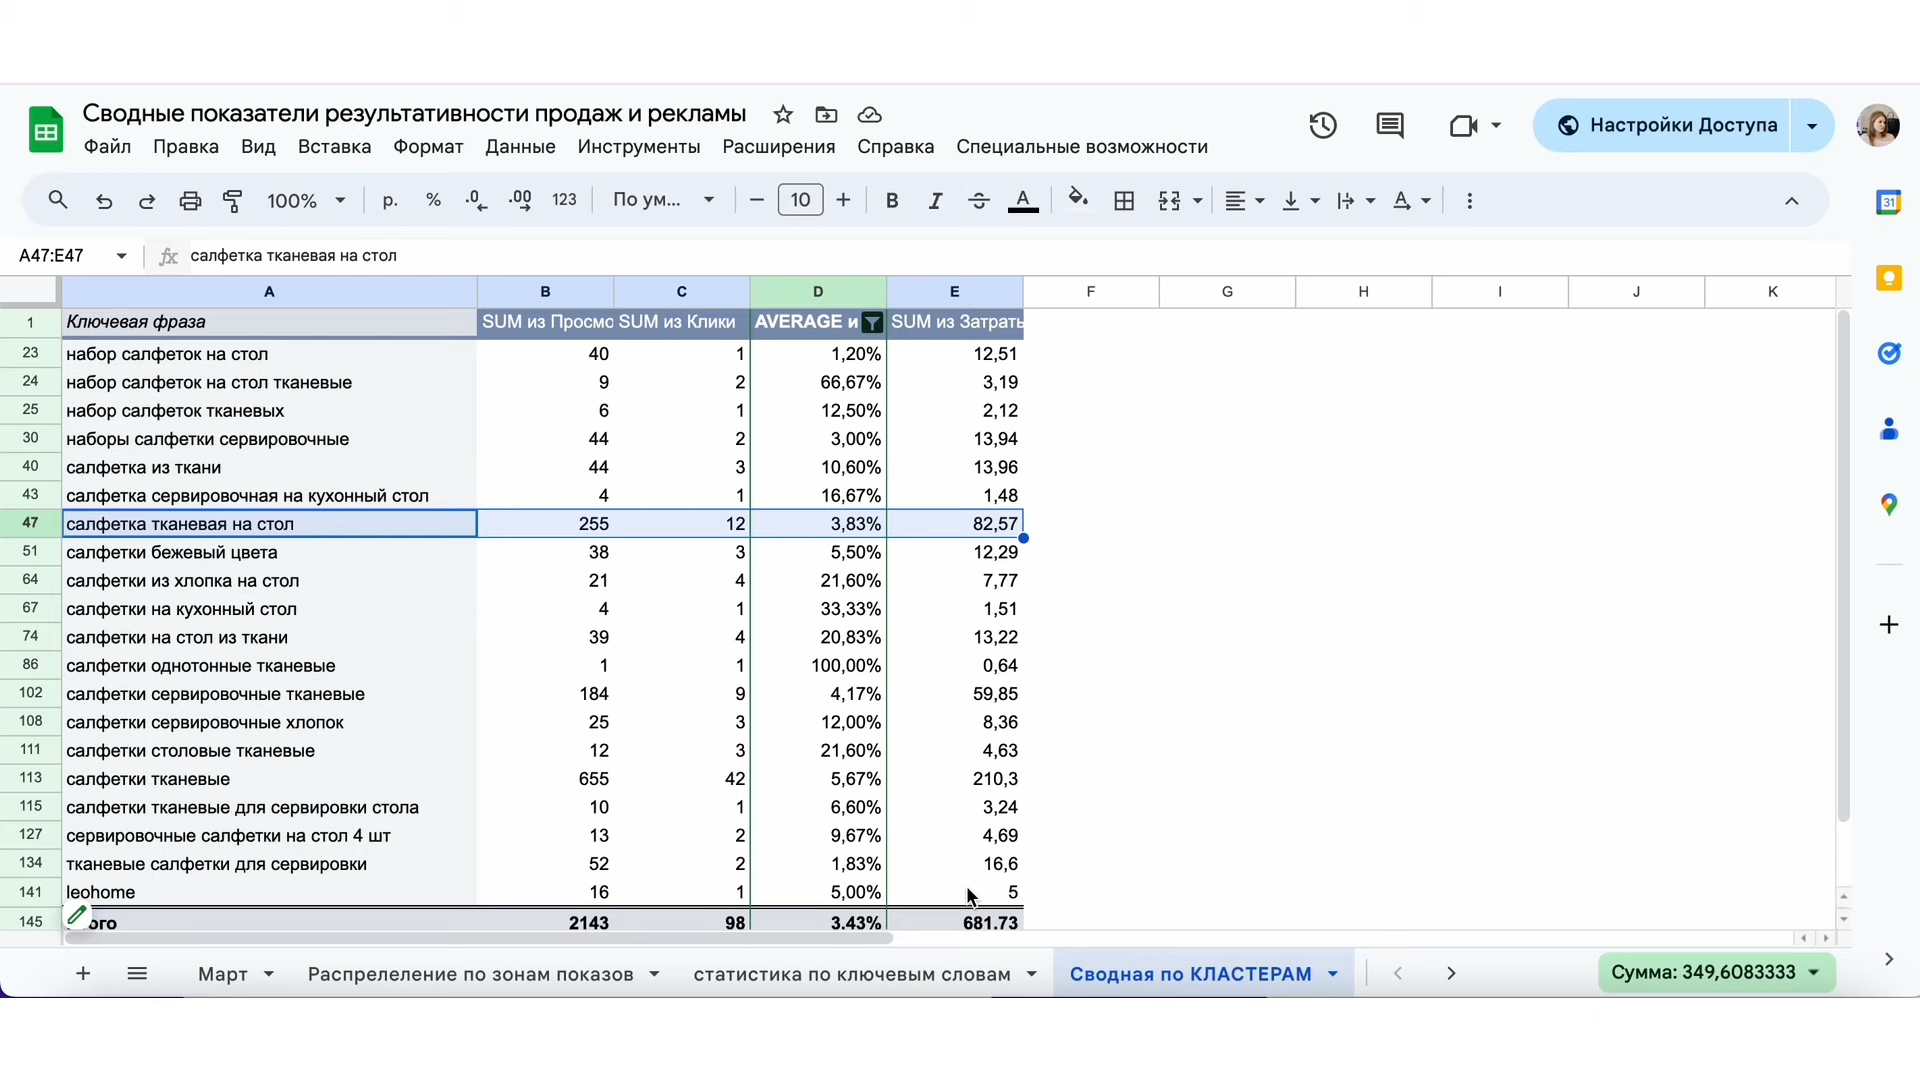 Сводные показатели результативности продаж и рекламы
Файл Правка Вид Вставка Формат Данные Инструменты Расширения Справка Специальные возможности
Настройки Доступа
100% р. % .0 .00 123 По ум... − 10 + B I A
A47:E47 fx салфетка тканевая на стол
A B C D E F G H I J K
1 Ключевая фраза SUM из Просмо SUM из Клики AVERAGE и SUM из Затраты
23 набор салфеток на стол 40 1 1,20% 12,51
24 набор салфеток на стол тканевые 9 2 66,67% 3,19
25 набор салфеток тканевых 6 1 12,50% 2,12
30 наборы салфетки сервировочные 44 2 3,00% 13,94
40 салфетка из ткани 44 3 10,60% 13,96
43 салфетка сервировочная на кухонный стол 4 1 16,67% 1,48
47 салфетка тканевая на стол 255 12 3,83% 82,57
51 салфетки бежевый цвета 38 3 5,50% 12,29
64 салфетки из хлопка на стол 21 4 21,60% 7,77
67 салфетки на кухонный стол 4 1 33,33% 1,51
74 салфетки на стол из ткани 39 4 20,83% 13,22
86 салфетки однотонные тканевые 1 1 100,00% 0,64
102 салфетки сервировочные тканевые 184 9 4,17% 59,85
108 салфетки сервировочные хлопок 25 3 12,00% 8,36
111 салфетки столовые тканевые 12 3 21,60% 4,63
113 салфетки тканевые 655 42 5,67% 210,3
115 салфетки тканевые для сервировки стола 10 1 6,60% 3,24
127 сервировочные салфетки на стол 4 шт 13 2 9,67% 4,69
134 тканевые салфетки для сервировки 52 2 1,83% 16,6
141 leohome 16 1 5,00% 5
145 ого 2143 98 3.43% 681.73
Март Распрелеление по зонам показов статистика по ключевым словам Сводная по КЛАСТЕРАМ Сумма: 349,6083333
31